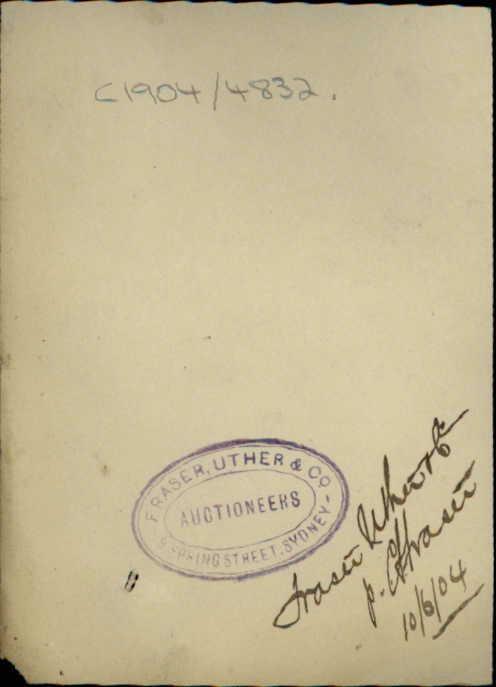 C1904/4832.
FRASER, UTHER & CO.
AUCTIONEERS
SPRING STREET, SYDNEY.
Fraser Uther & Co
p. C Fraser
10/6/04